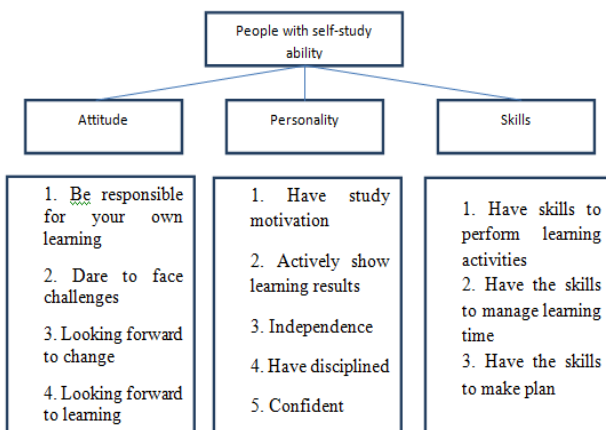 People with self-study
ability
Attitude
Personality
Skills
1. Be responsible
for your own
learning
2. Dare to face
challenges
3. Looking forward
to change
4. Looking forward
to learning
1. Have study
motivation
2. Actively show
learning results
3. Independence
4. Have disciplined
5. Confident
1. Have skills to
perform learning
activities
2. Have the skills
to manage learning
time
3. Have the skills
to make plan